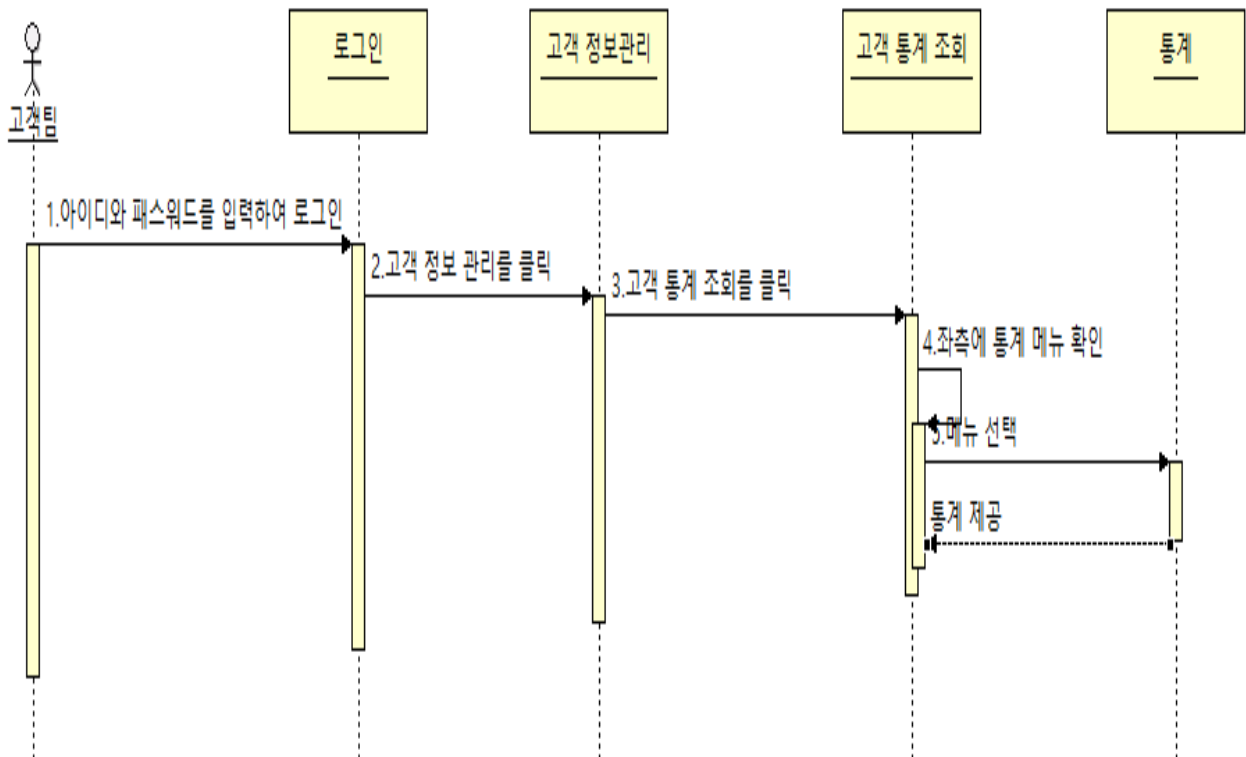 로그인
고객 정보관리
고객 통계 조회
통계
고객팀
1.아이디와 패스워드를 입력하여 로그인
2.고객 정보 관리를 클릭
3.고객 통계 조회를 클릭
4.좌측에 통계 메뉴 확인
5.메뉴 선택
통계 제공